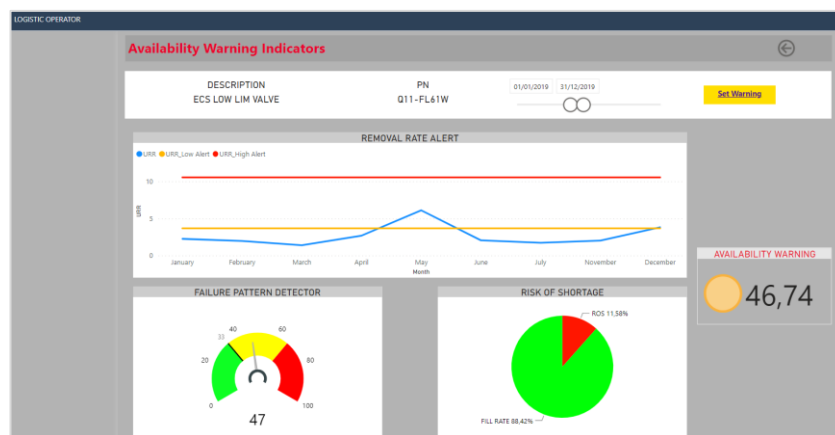 LOGISTIC OPERATOR
Availability Warning Indicators
DESCRIPTION
ECS LOW LIM VALVE
PN
Q11-FL61W
01/01/2019 31/12/2019
Set Warning
REMOVAL RATE ALERT
URR URR_Low Alert URR_High Alert
10
5
0
URR
January February March April May June July November December
Month
AVAILABILITY WARNING
46,74
FAILURE PATTERN DETECTOR
0
20
33
40
60
80
100
47
RISK OF SHORTAGE
ROS 11,58%
FILL RATE 88,42%